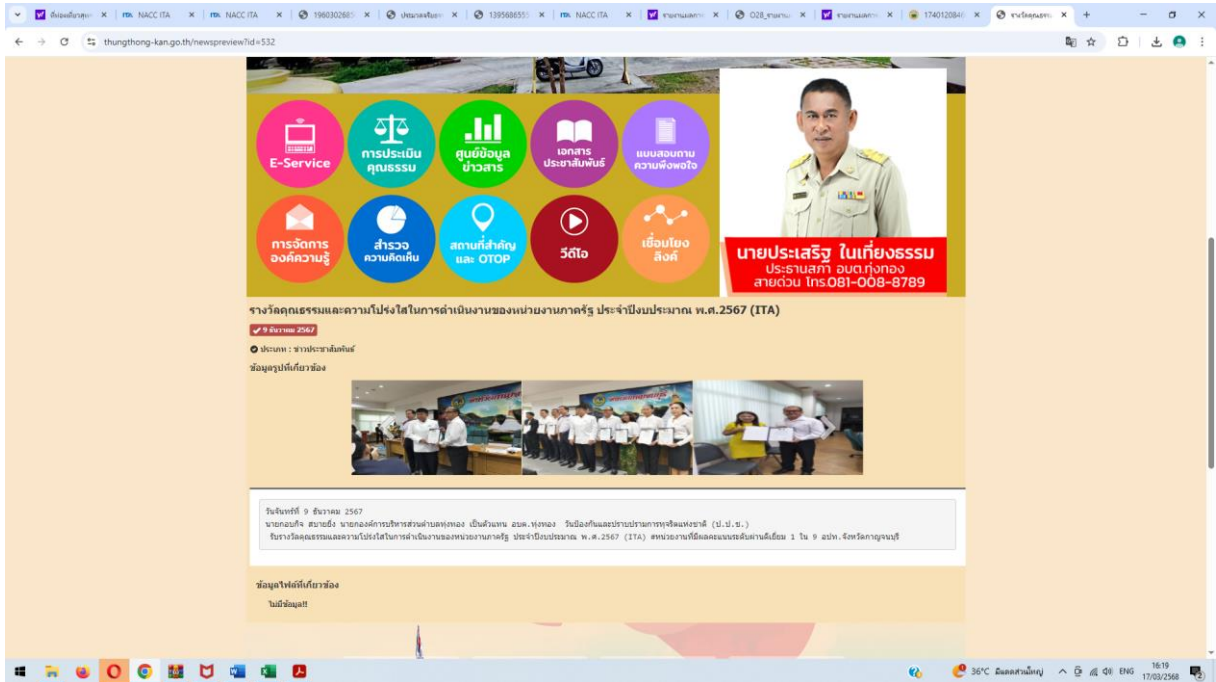 NACC ITA
NACC ITA
1960302685
1395686555
NACC ITA
O28_รายงาน
1740120840
thungthong-kan.go.th/newspreview?id=532
E-Service
การประเมิน
คุณธรรม
ศูนย์ข้อมูล
ข่าวสาร
เอกสาร
ประชาสัมพันธ์
แบบสอบถาม
ความพึงพอใจ
การจัดการ
องค์ความรู้
สำรวจ
ความคิดเห็น
สถานที่สำคัญ
และ OTOP
วีดีโอ
เชื่อมโยง
ลิงค์
นายประเสริฐ ในเที่ยงธรรม
ประธานสภา อบต.ทุ่งทอง
สายด่วน โทร.081-008-8789
รางวัลคุณธรรมและความโปร่งใสในการดำเนินงานของหน่วยงานภาครัฐ ประจำปีงบประมาณ พ.ศ.2567 (ITA)
9 ธันวาคม 2567
ประเภท : ข่าวประชาสัมพันธ์
ข้อมูลรูปที่เกี่ยวข้อง
วันจันทร์ที่ 9 ธันวาคม 2567
นายกอบกิจ สบายยิ่ง นายกองค์การบริหารส่วนตำบลทุ่งทอง เป็นตัวแทน อบต.ทุ่งทอง วันป้องกันและปราบปรามการทุจริตแห่งชาติ (ป.ป.ช.)
รับรางวัลคุณธรรมและความโปร่งใสในการดำเนินงานของหน่วยงานภาครัฐ ประจำปีงบประมาณ พ.ศ.2567 (ITA) #หน่วยงานที่มีผลคะแนนระดับผ่านดีเยี่ยม 1 ใน 9 อปท.จังหวัดกาญจนบุรี
ข้อมูลไฟล์ที่เกี่ยวข้อง
ไม่มีข้อมูล!!
36°C มีแดดส่วนใหญ่
ENG
16:19
17/03/2568